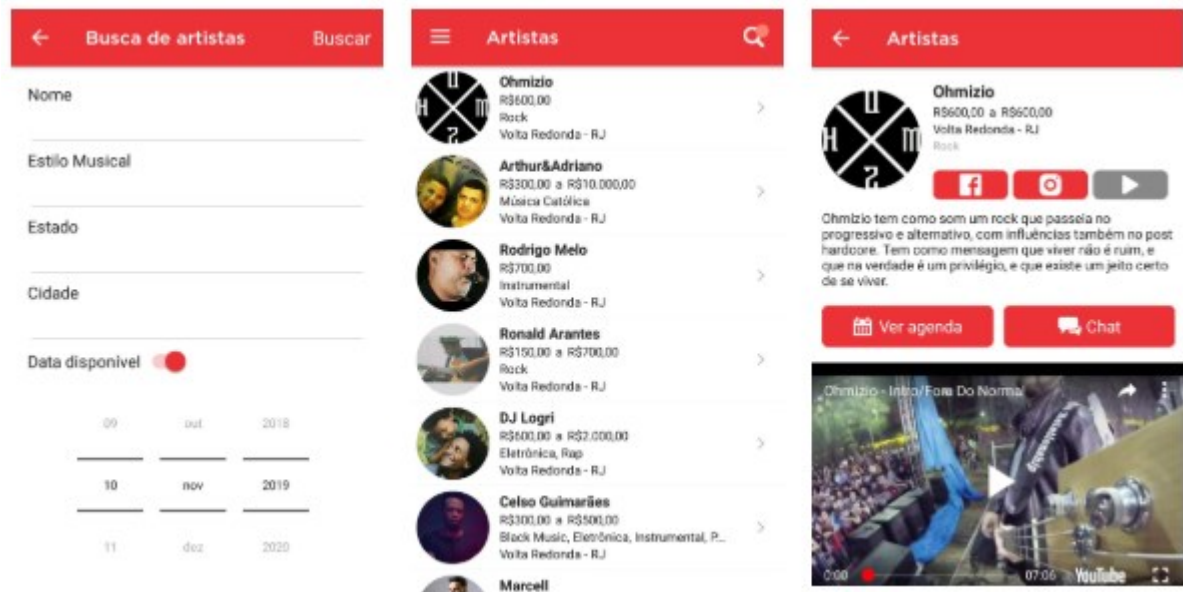 Busca de artistas
Buscar
Nome
Estilo Musical
Estado
Cidade
Data disponível
09 out 2018
10 nov 2019
11 dez 2020
Artistas
Ohmizio
R$600,00
Rock
Volta Redonda - RJ
Arthur&Adriano
R$300,00 a R$10.000,00
Música Católica
Volta Redonda - RJ
Rodrigo Melo
R$700,00
Instrumental
Volta Redonda - RJ
Ronald Arantes
R$150,00 a R$700,00
Rock
Volta Redonda - RJ
DJ Logri
R$600,00 a R$2.000,00
Eletrônica, Rap
Volta Redonda - RJ
Celso Guimarães
R$300,00 a R$500,00
Black Music, Eletrônica, Instrumental, P...
Volta Redonda - RJ
Marcell
Artistas
Ohmizio
R$600,00 a R$600,00
Volta Redonda - RJ
Rock
Ohmizio tem como som um rock que passeia no
progressivo e alternativo, com influências também no post
hardcore. Tem como mensagem que viver não é ruim, e
que na verdade é um privilégio, e que existe um jeito certo
de se viver.
Ver agenda
Chat
Ohmizio - Intro/Fora Do Normal
0:00
07:06
YouTube